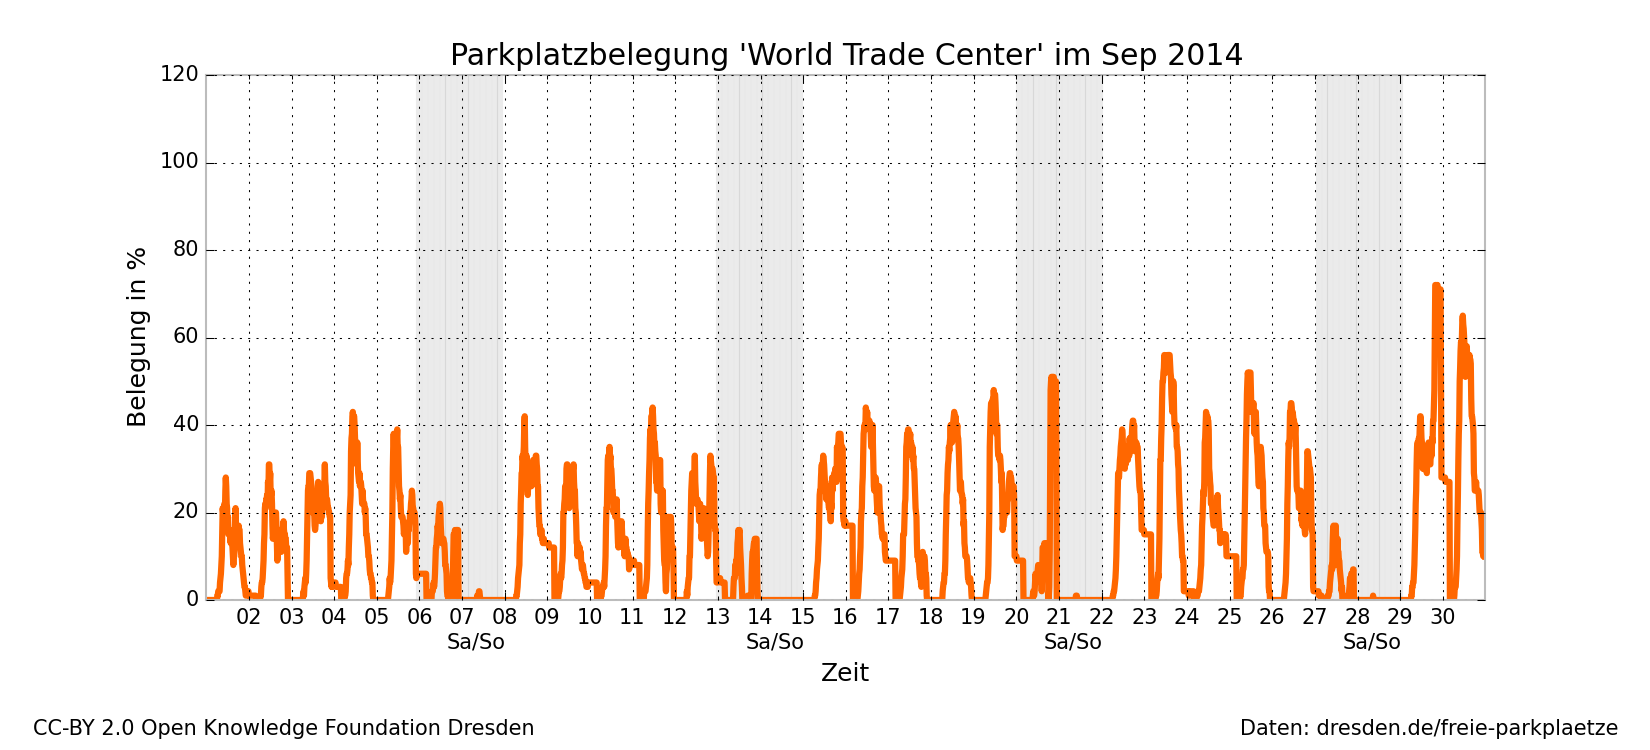 Parkplatzbelegung 'World Trade Center' im Sep 2014
120
100
80
60
40
20
0
Belegung in %
02 03 04 05 06 07 08 09 10 11 12 13 14 15 16 17 18 19 20 21 22 23 24 25 26 27 28 29 30
Sa/So Sa/So Sa/So Sa/So
Zeit
CC-BY 2.0 Open Knowledge Foundation Dresden
Daten: dresden.de/freie-parkplaetze